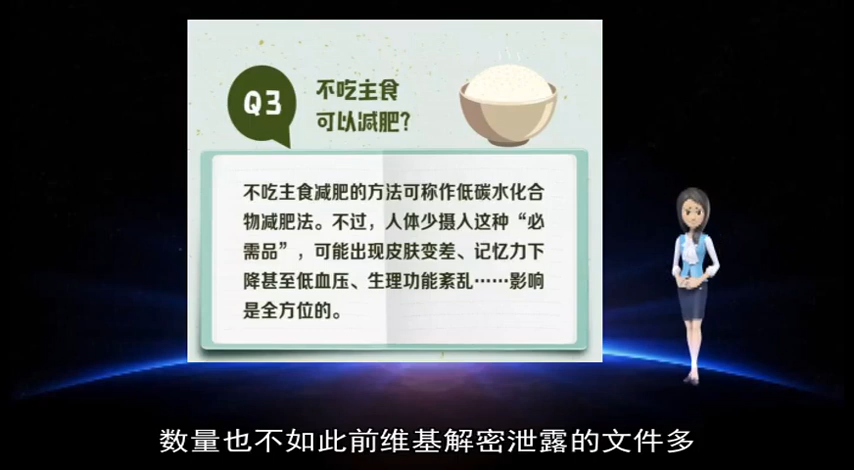 Q3
不吃主食
可以减肥?
不吃主食减肥的方法可称作低碳水化合
物减肥法。不过，人体少摄入这种“必
需品”，可能出现皮肤变差、记忆力下
降甚至低血压、生理功能紊乱……影响
是全方位的。
数量也不如此前维基解密泄露的文件多